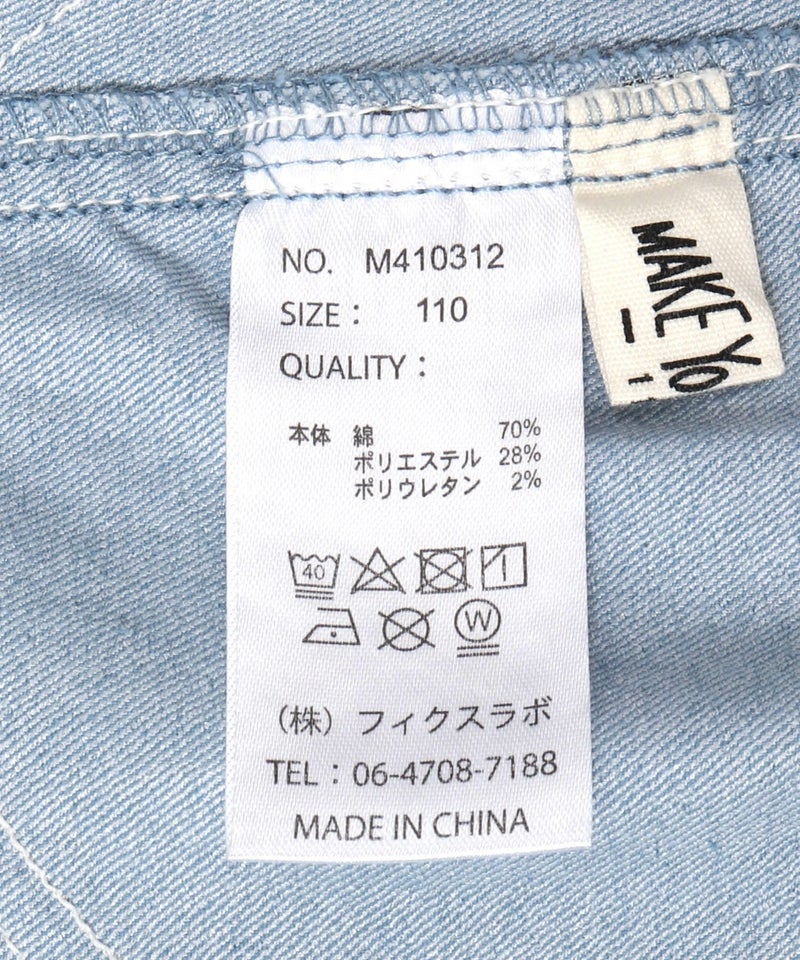 NO. M410312
SIZE： 110
QUALITY：
本体 綿 70%
ポリエステル 28%
ポリウレタン 2%
40
W
（株）フィクスラボ
TEL：06-4708-7188
MADE IN CHINA
MAKE YO